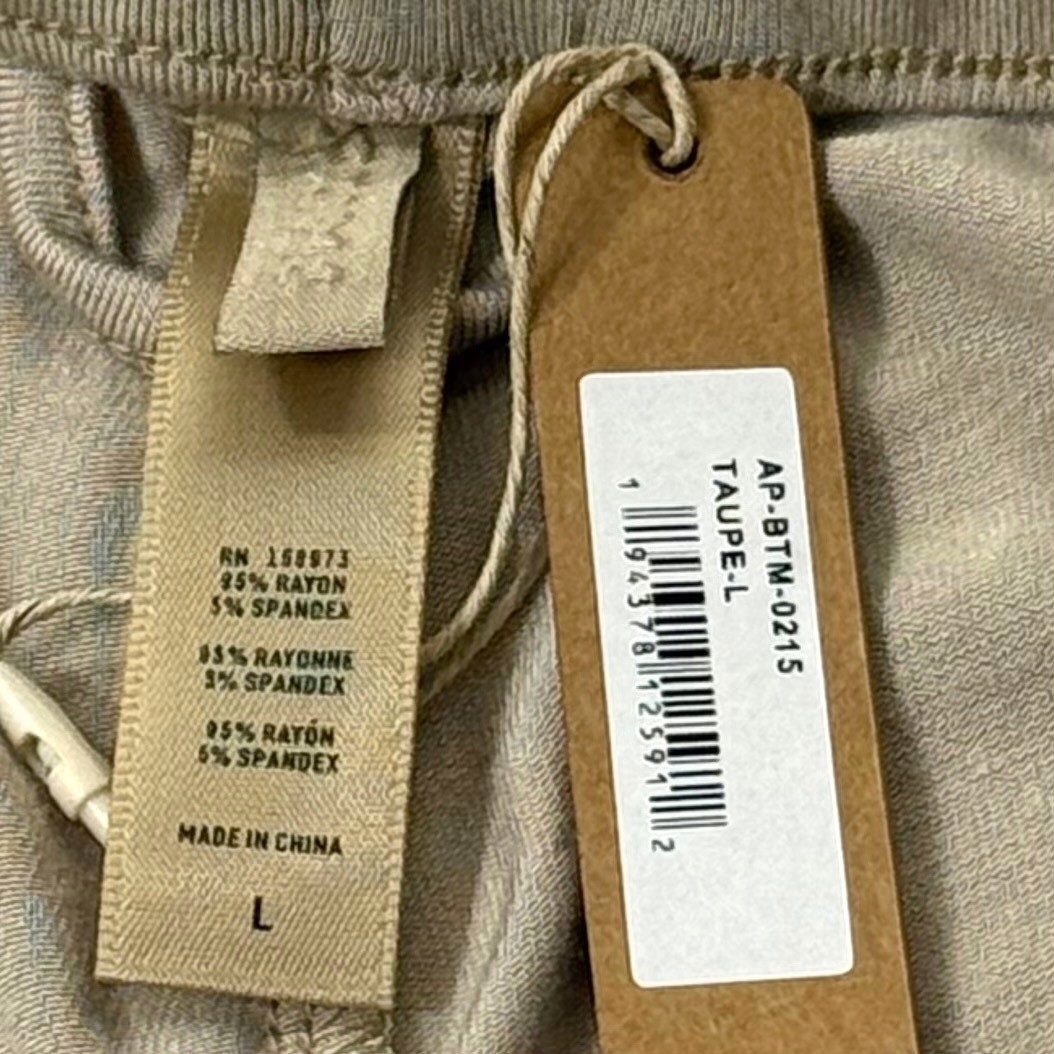 RN 158973
95% RAYON
5% SPANDEX
95% RAYONNE
5% SPANDEX
95% RAYÓN
5% SPANDEX
MADE IN CHINA
L
AP-BTM-0215
TAUPE-L
1 94378 12591 2